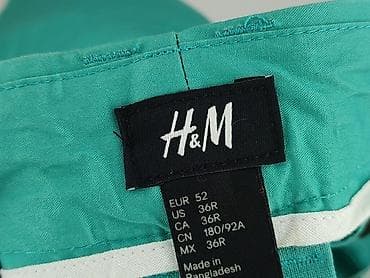 H&M
EUR 52
US 36R
CA 36R
CN 180/92A
MX 36R
Made in
Bangladesh